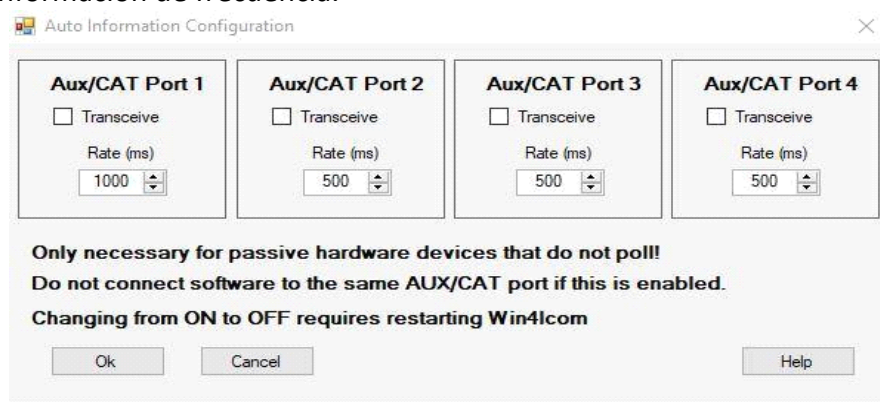 Auto Information Configuration
Aux/CAT Port 1 Aux/CAT Port 2 Aux/CAT Port 3 Aux/CAT Port 4
Transceive Transceive Transceive Transceive
Rate (ms) Rate (ms) Rate (ms) Rate (ms)
1000 500 500 500
Only necessary for passive hardware devices that do not poll!
Do not connect software to the same AUX/CAT port if this is enabled.
Changing from ON to OFF requires restarting Win4Icom
Ok Cancel Help